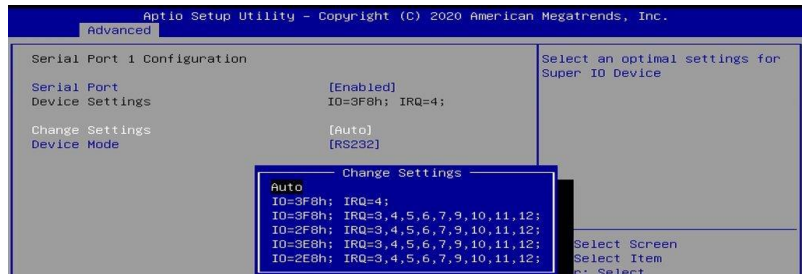 Aptio Setup Utility – Copyright (C) 2020 American Megatrends, Inc.
Advanced
Serial Port 1 Configuration
Select an optimal settings for
Super IO Device
Serial Port [Enabled]
Device Settings IO=3F8h; IRQ=4;
Change Settings [Auto]
Device Mode [RS232]
Change Settings
Auto
IO=3F8h; IRQ=4;
IO=3F8h; IRQ=3,4,5,6,7,9,10,11,12;
IO=2F8h; IRQ=3,4,5,6,7,9,10,11,12;
IO=3E8h; IRQ=3,4,5,6,7,9,10,11,12;
IO=2E8h; IRQ=3,4,5,6,7,9,10,11,12;
Select Screen
Select Item
Select